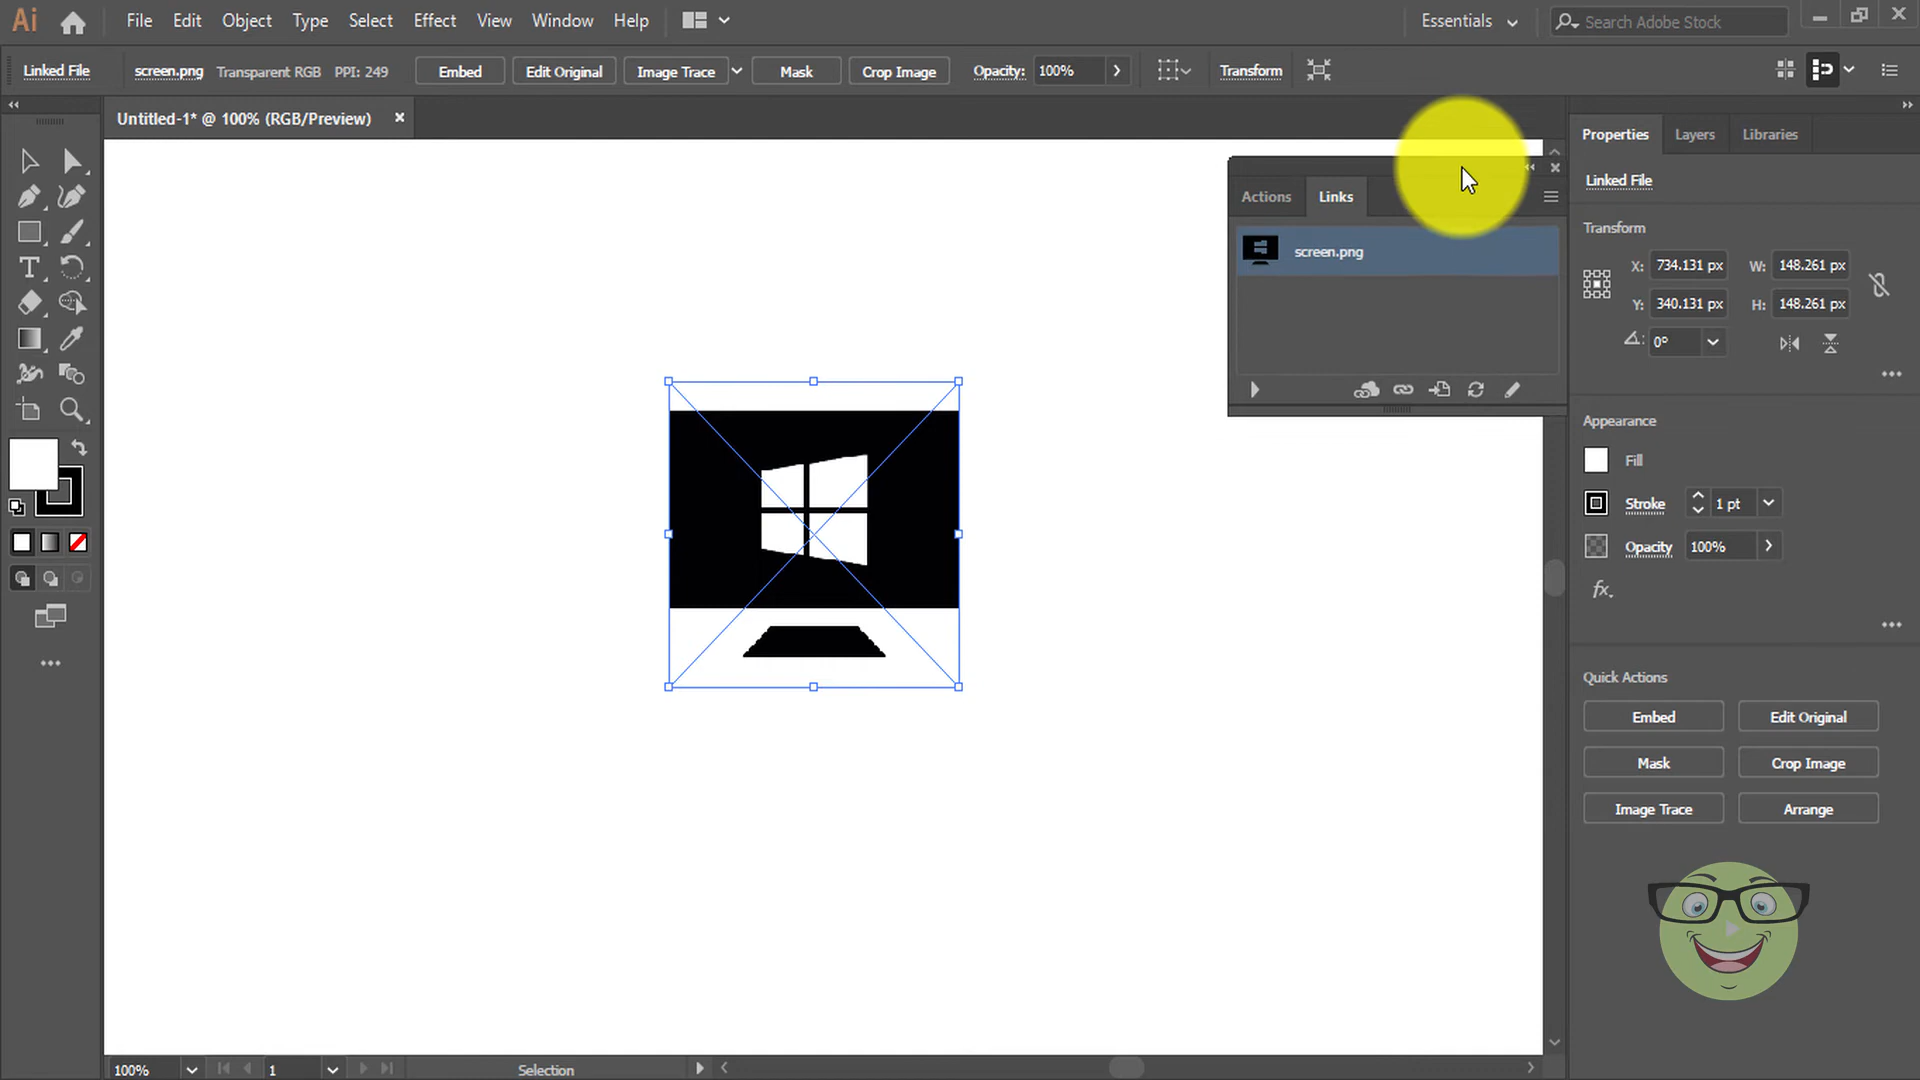 Ai File Edit Object Type Select Effect View Window Help Essentials Search Adobe Stock
Linked File screen.png Transparent RGB PPI: 249 Embed Edit Original Image Trace Mask Crop Image Opacity: 100% Transform
Untitled-1* @ 100% (RGB/Preview)
Actions Links
screen.png
Properties Layers Libraries
Linked File
Transform
X: 734.131 px W: 148.261 px
Y: 340.131 px H: 148.261 px
0°
Appearance
Fill
Stroke 1 pt
Opacity 100%
fx.
Quick Actions
Embed Edit Original
Mask Crop Image
Image Trace Arrange
100% 1 Selection